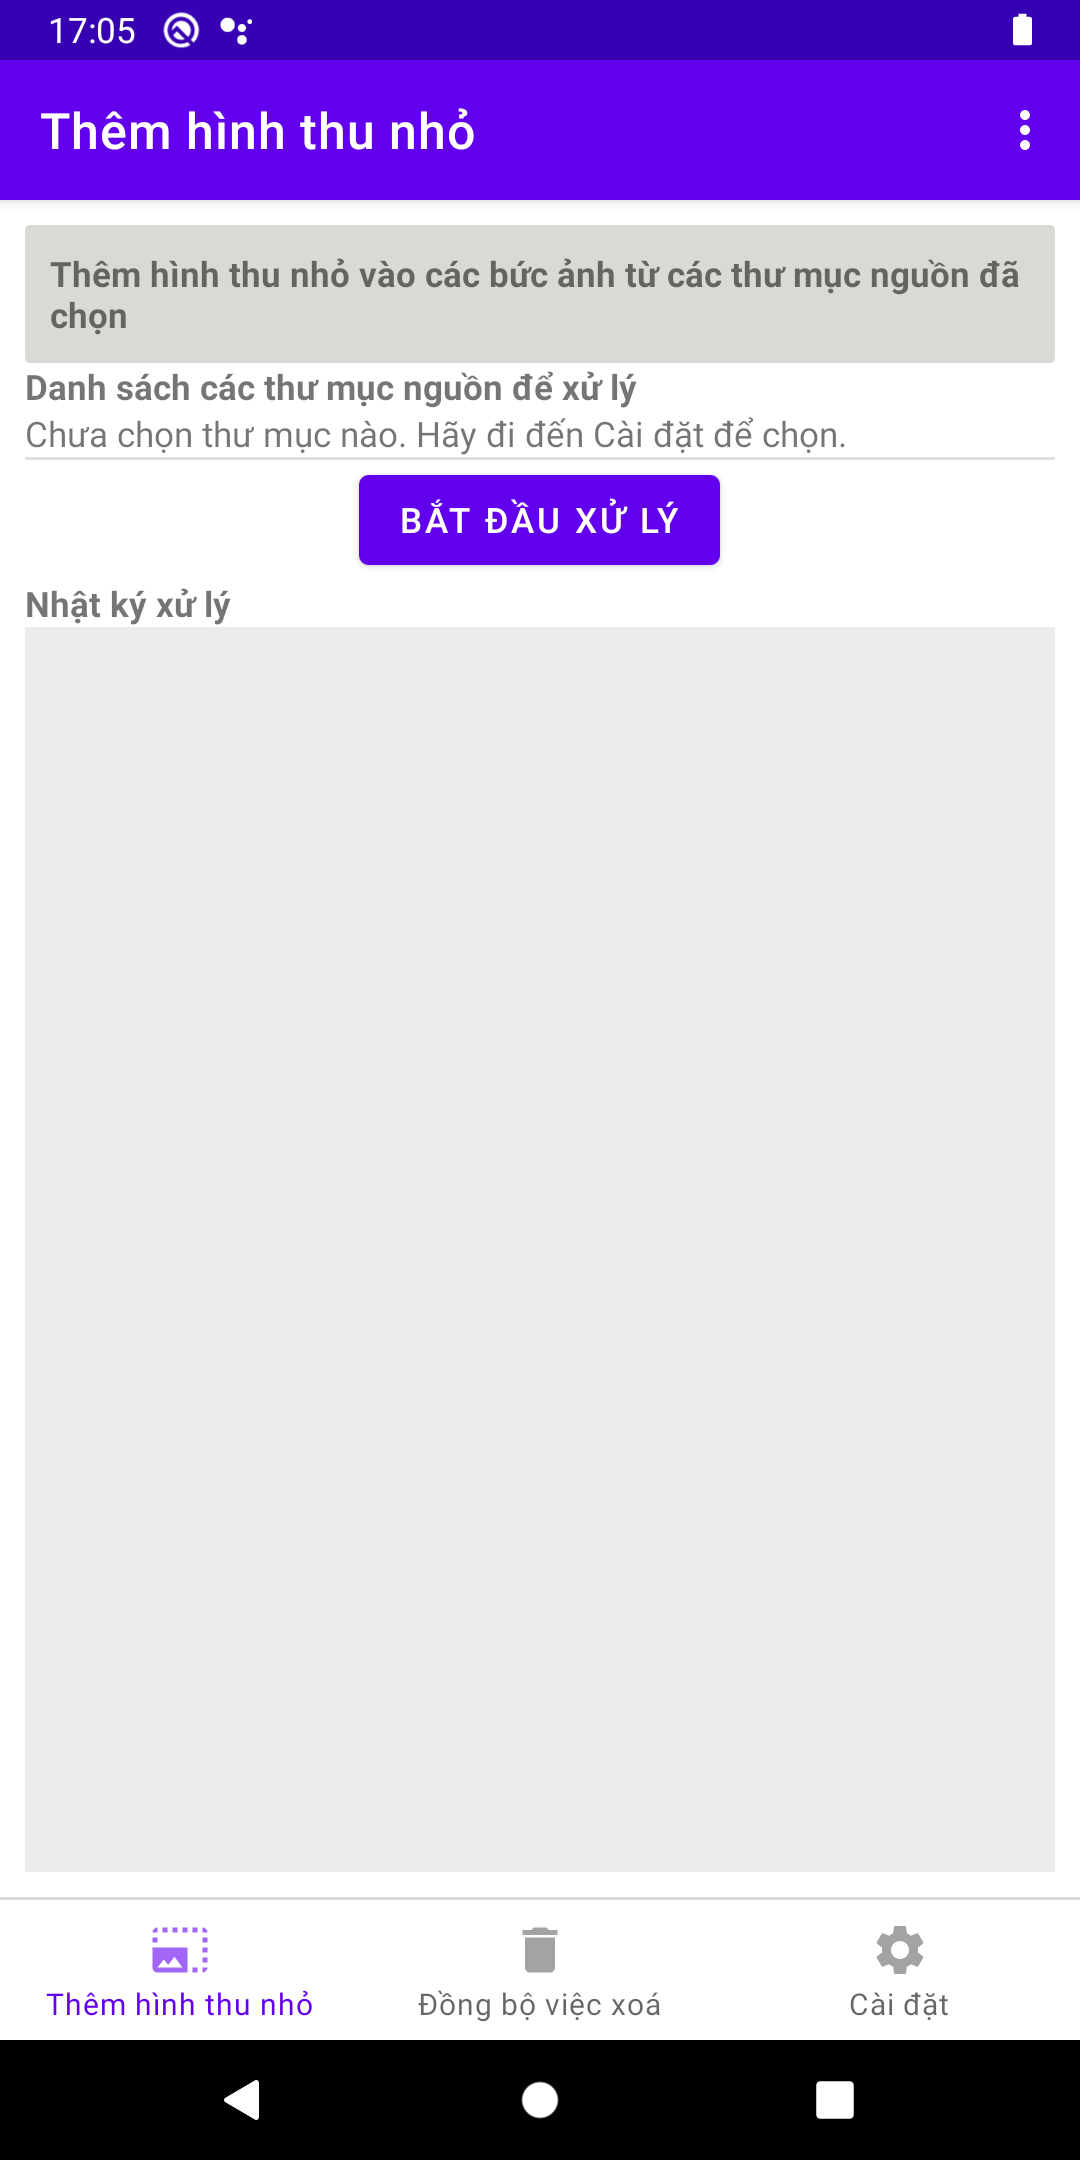 17:05
Thêm hình thu nhỏ
Thêm hình thu nhỏ vào các bức ảnh từ các thư mục nguồn đã
chọn
Danh sách các thư mục nguồn để xử lý
Chưa chọn thư mục nào. Hãy đi đến Cài đặt để chọn.
BẮT ĐẦU XỬ LÝ
Nhật ký xử lý
Thêm hình thu nhỏ
Đồng bộ việc xoá
Cài đặt